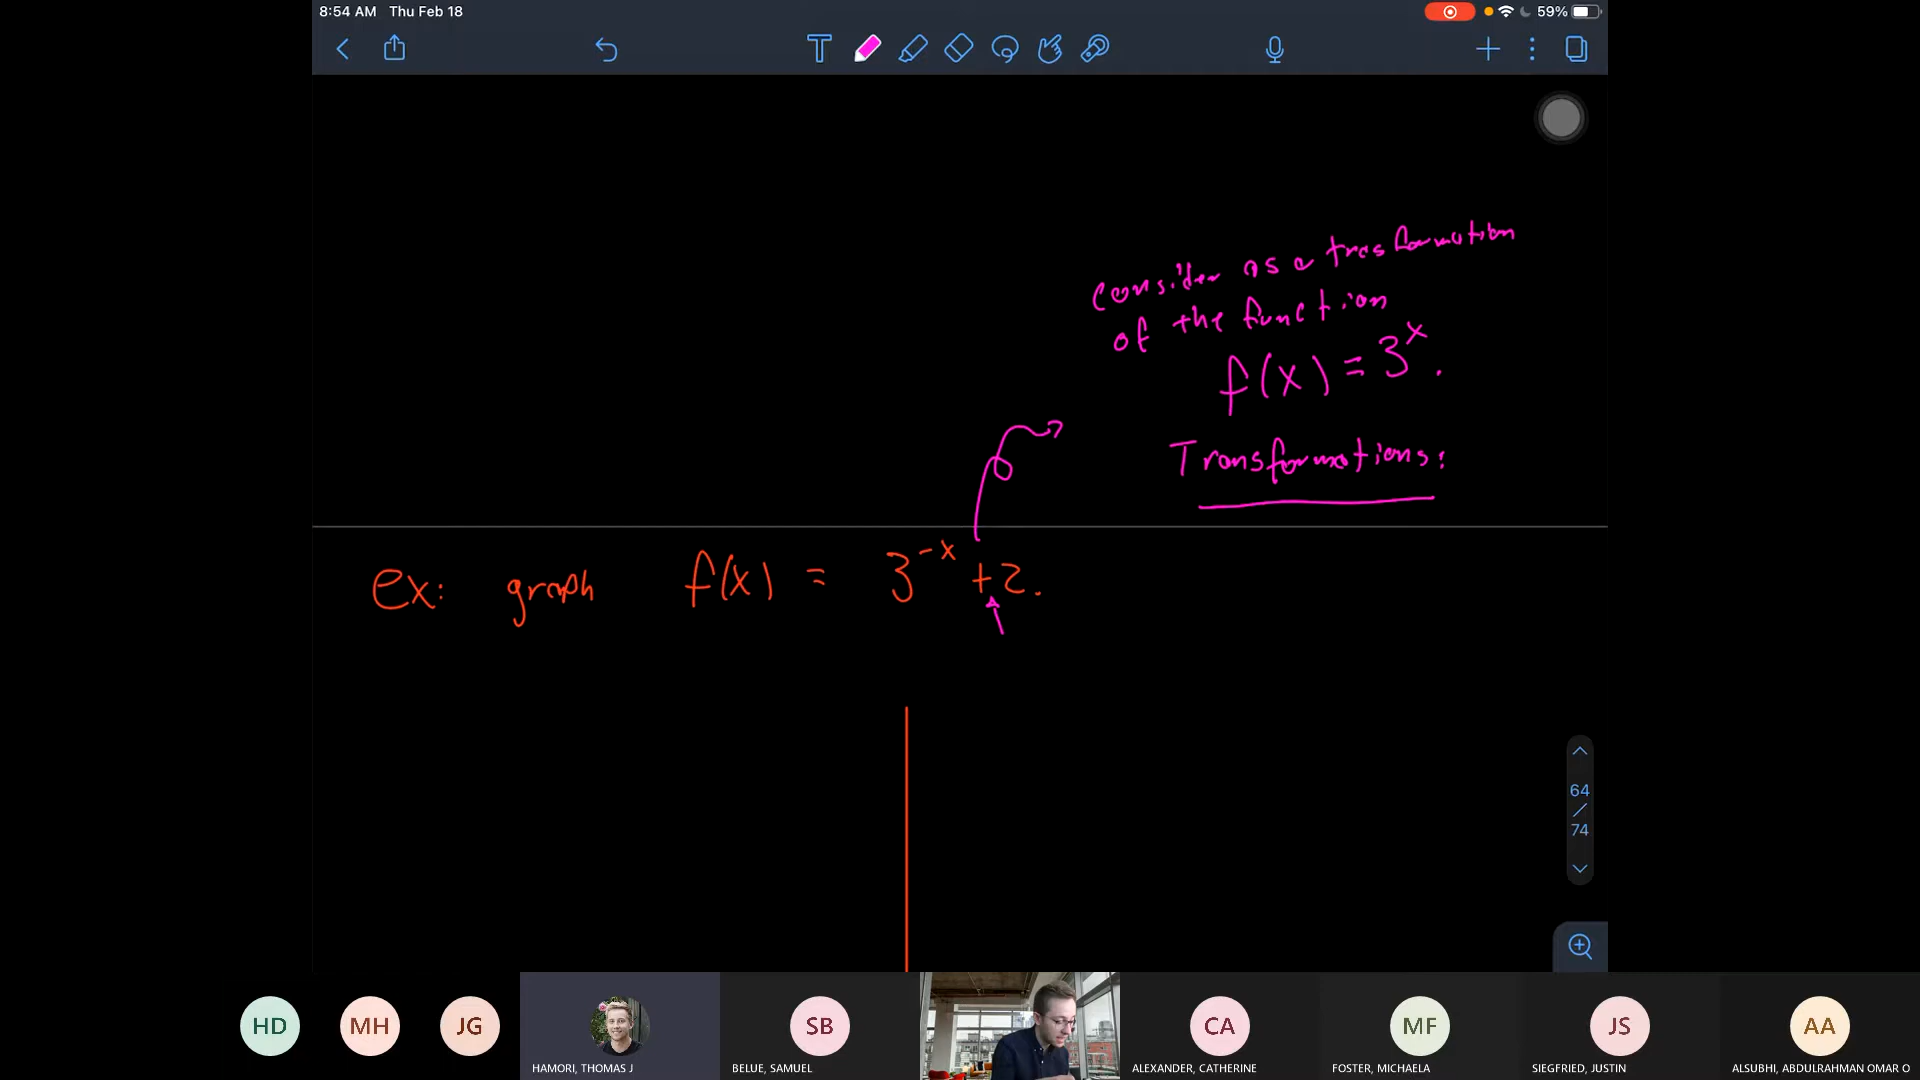 8:54 AM Thu Feb 18
59%
consider as a trasformation
of the function
f(x) = 3^x.
Transformations:
ex: graph f(x) = 3^-x +2.
64
/
74
HD
MH
JG
SB
CA
MF
JS
AA
HAMORI, THOMAS J
BELUE, SAMUEL
ALEXANDER, CATHERINE
FOSTER, MICHAELA
SIEGFRIED, JUSTIN
ALSUBHI, ABDULRAHMAN OMAR O